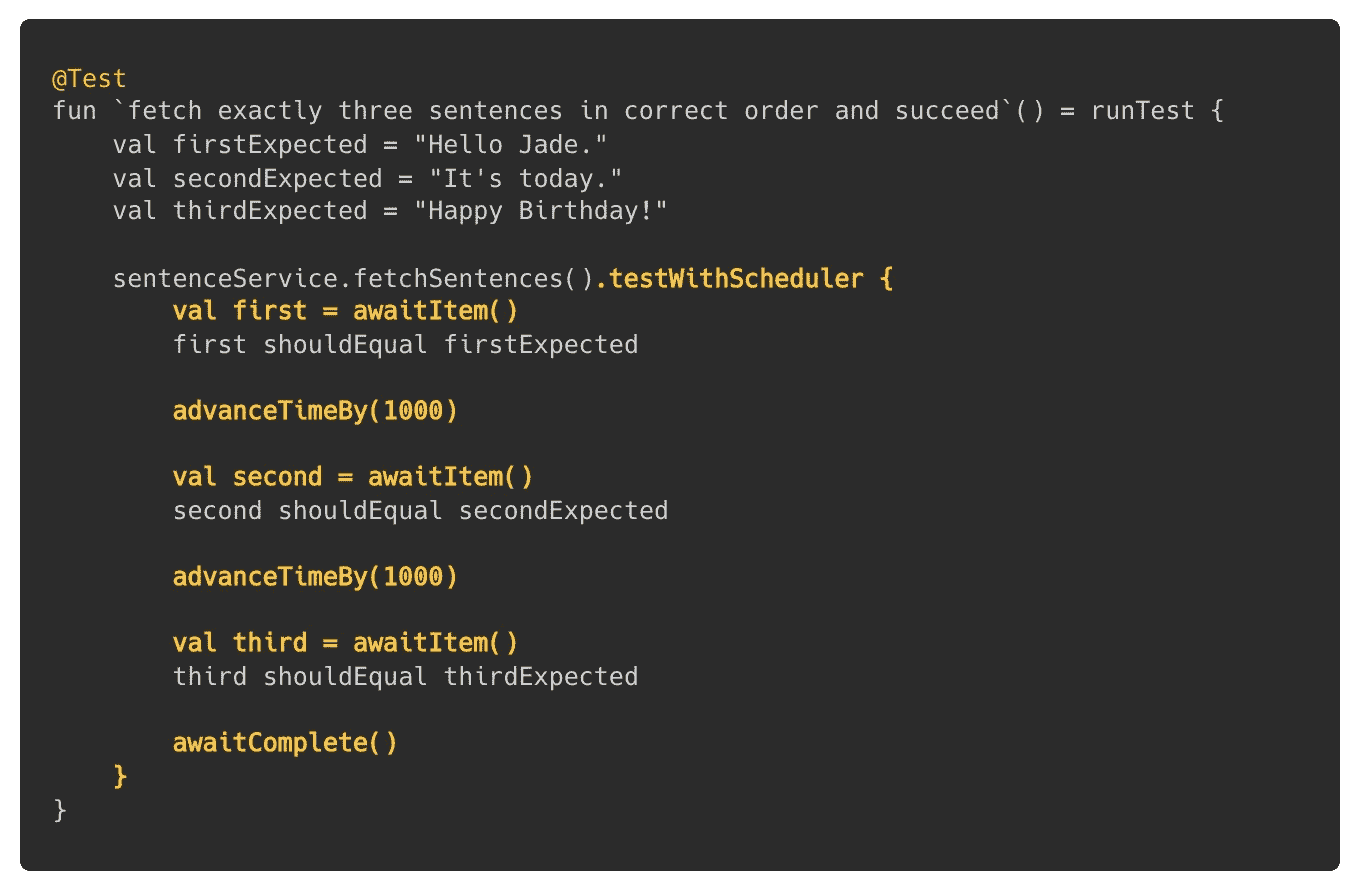 @Test
fun `fetch exactly three sentences in correct order and succeed`() = runTest {
    val firstExpected = "Hello Jade."
    val secondExpected = "It's today."
    val thirdExpected = "Happy Birthday!"

    sentenceService.fetchSentences().testWithScheduler {
        val first = awaitItem()
        first shouldEqual firstExpected

        advanceTimeBy(1000)

        val second = awaitItem()
        second shouldEqual secondExpected

        advanceTimeBy(1000)

        val third = awaitItem()
        third shouldEqual thirdExpected

        awaitComplete()
    }
}